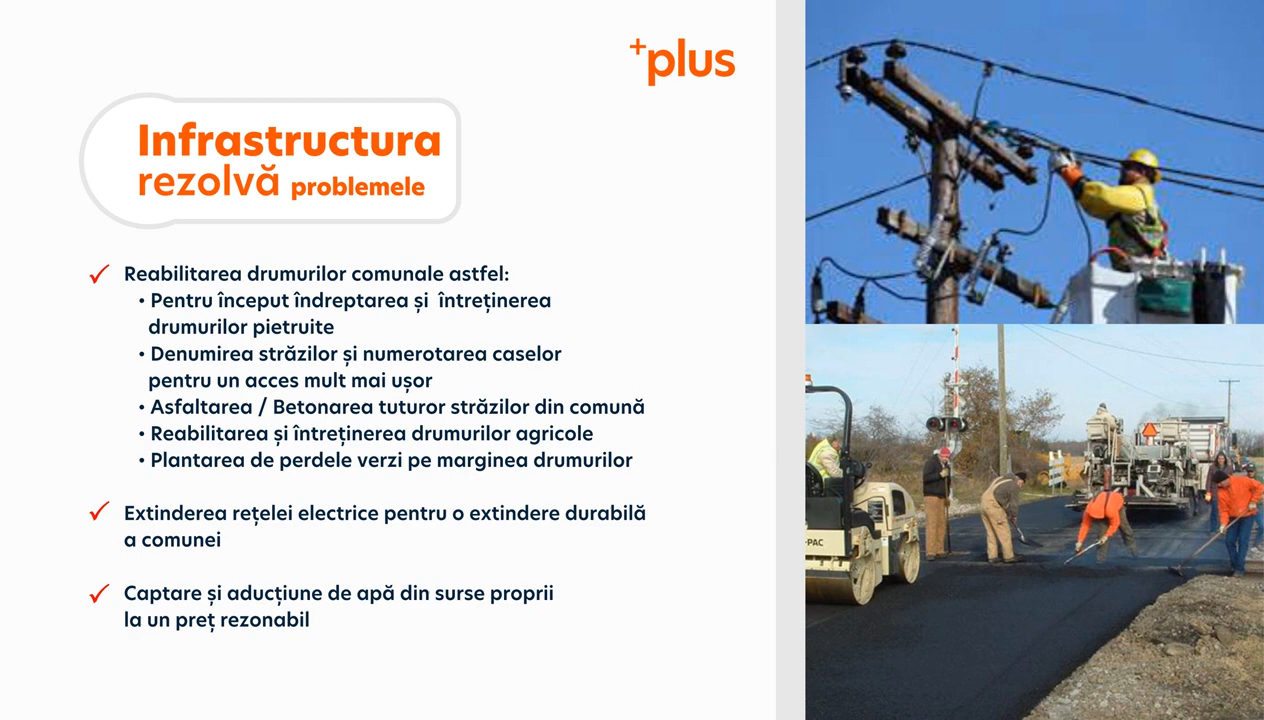 +plus
Infrastructura
rezolvă problemele
✓ Reabilitarea drumurilor comunale astfel:
• Pentru început îndreptarea și întreținerea
drumurilor pietruite
• Denumirea străzilor și numerotarea caselor
pentru un acces mult mai ușor
• Asfaltarea / Betonarea tuturor străzilor din comună
• Reabilitarea și întreținerea drumurilor agricole
• Plantarea de perdele verzi pe marginea drumurilor
✓ Extinderea rețelei electrice pentru o extindere durabilă
a comunei
✓ Captare și aducțiune de apă din surse proprii
la un preț rezonabil
-PAC